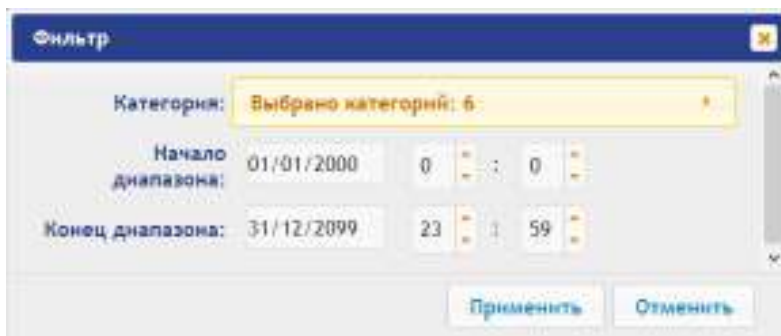 Фильтр
Категория: Выбрано категорий: 6
Начало диапазона: 01/01/2000 0 : 0
Конец диапазона: 31/12/2099 23 : 59
Применить Отменить